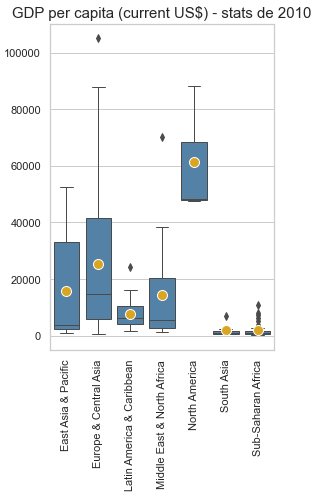 GDP per capita (current US$) - stats de 2010
100000
80000
60000
40000
20000
0
East Asia & Pacific
Europe & Central Asia
Latin America & Caribbean
Middle East & North Africa
North America
South Asia
Sub-Saharan Africa